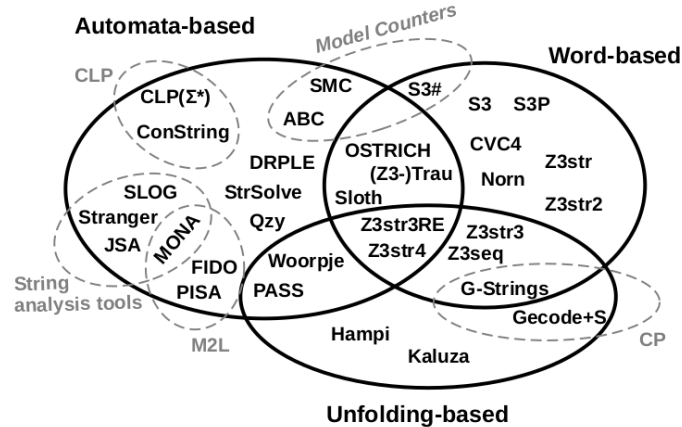 Automata-based
Model Counters
Word-based
CLP
CLP(Σ*)
ConString
SMC
ABC
S3#
S3 S3P
CVC4
Z3str
Norn
Z3str2
OSTRICH
(Z3-)Trau
Sloth
DRPLE
StrSolve
Qzy
SLOG
Stranger
JSA
MONA
FIDO
PISA
String
analysis tools
M2L
Z3str3RE
Z3str4
Z3str3
Z3seq
Woorpje
PASS
G-Strings
Gecode+S
CP
Hampi
Kaluza
Unfolding-based